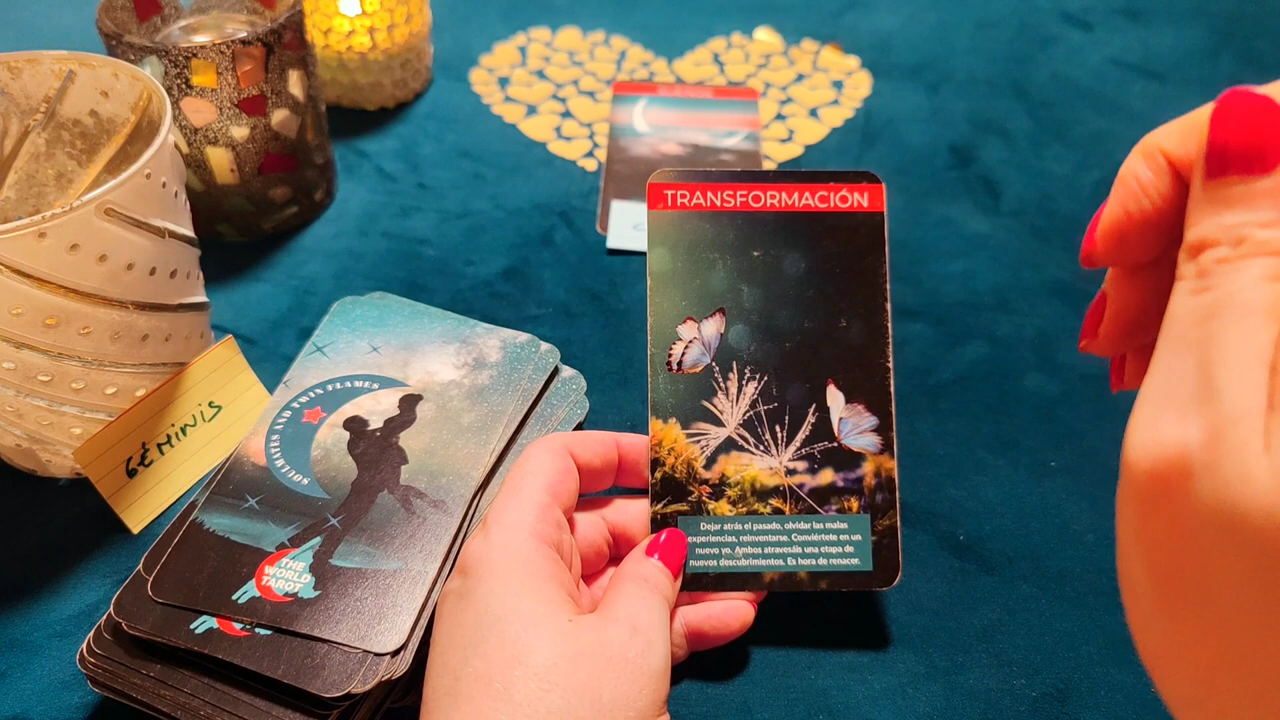 TRANSFORMACIÓN
Dejar atrás el pasado, olvidar las malas
experiencias, reinventarse. Conviértete en un
nuevo yo. Ambos atravesáis una etapa de
nuevos descubrimientos. Es hora de renacer.
SOULMATES AND TWIN FLAMES
THE
WORLD
TAROT
6€ MINIS